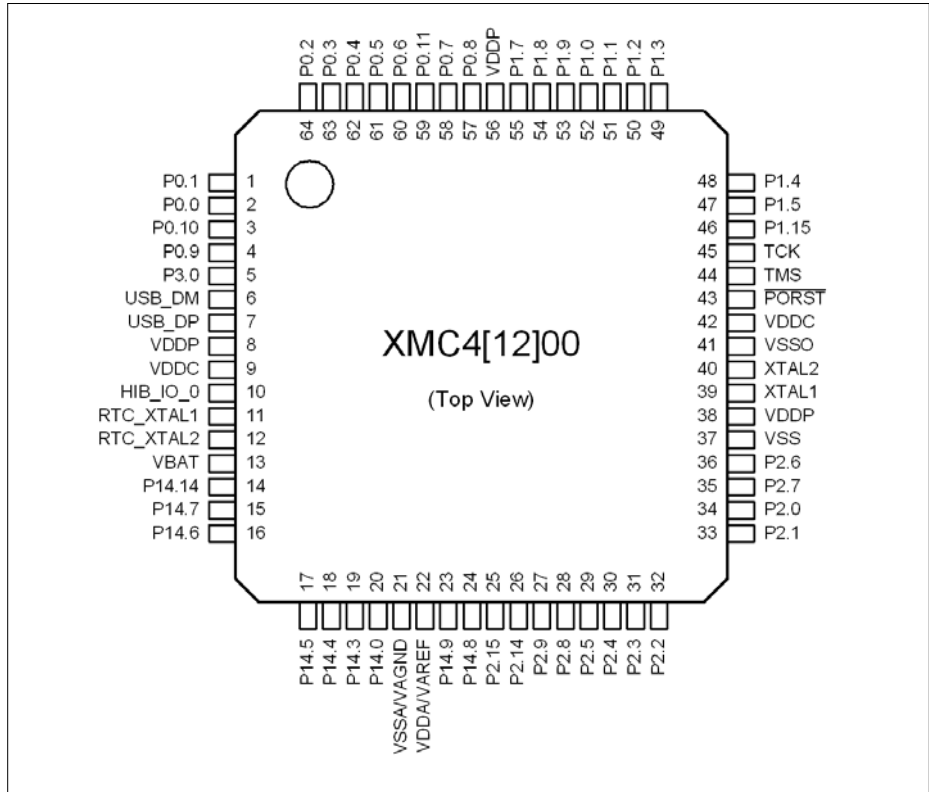 P0.2 P0.3 P0.4 P0.5 P0.6 P0.11 P0.7 P0.8 VDDP P1.7 P1.8 P1.9 P1.0 P1.1 P1.2 P1.3
64 63 62 61 60 59 58 57 56 55 54 53 52 51 50 49
P0.1 1 48 P1.4
P0.0 2 47 P1.5
P0.10 3 46 P1.15
P0.9 4 45 TCK
P3.0 5 44 TMS
USB_DM 6 43 PORST
USB_DP 7 42 VDDC
VDDP 8 41 VSSO
XMC4[12]00
VDDC 9 40 XTAL2
HIB_IO_0 10 39 XTAL1
(Top View)
RTC_XTAL1 11 38 VDDP
RTC_XTAL2 12 37 VSS
VBAT 13 36 P2.6
P14.14 14 35 P2.7
P14.7 15 34 P2.0
P14.6 16 33 P2.1
17 18 19 20 21 22 23 24 25 26 27 28 29 30 31 32
P14.5 P14.4 P14.3 P14.0 VSSA/VAGND VDDA/VAREF P14.9 P14.8 P2.15 P2.14 P2.9 P2.8 P2.5 P2.4 P2.3 P2.2